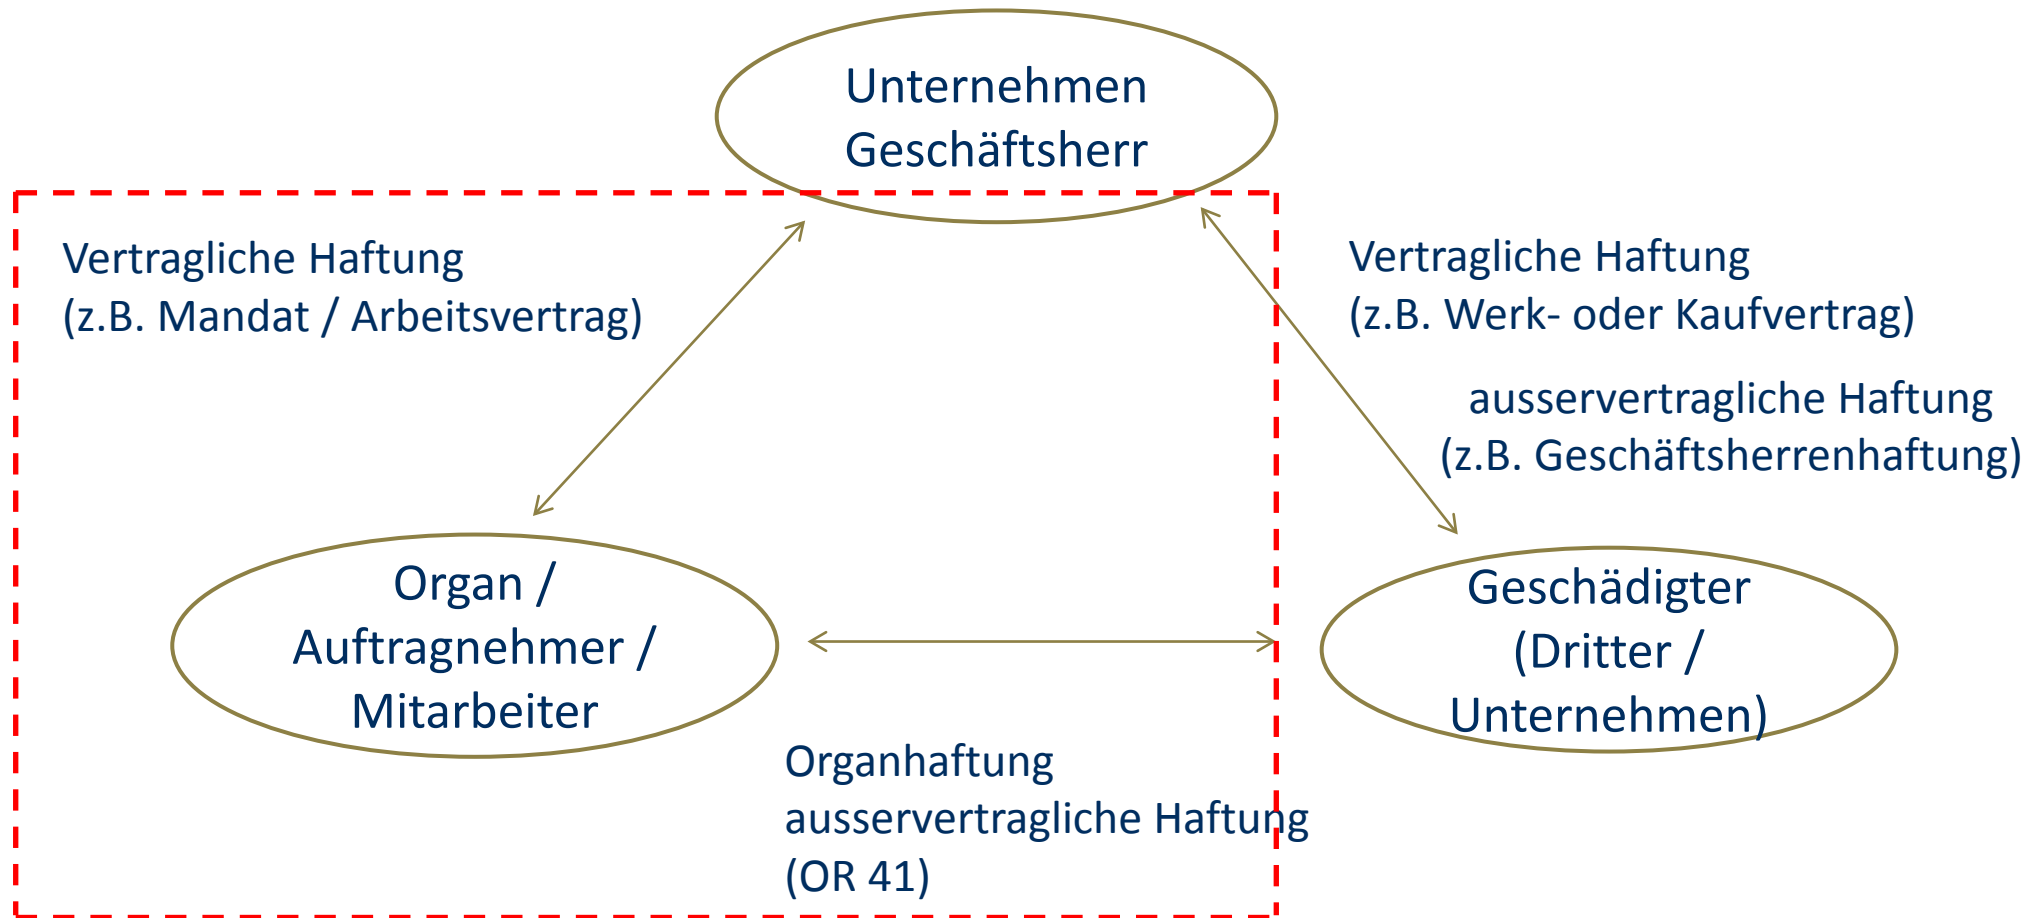 Unternehmen
Geschäftsherr
Vertragliche Haftung
(z.B. Mandat / Arbeitsvertrag)
Vertragliche Haftung
(z.B. Werk- oder Kaufvertrag)
ausservertragliche Haftung
(z.B. Geschäftsherrenhaftung)
Organ /
Auftragnehmer /
Mitarbeiter
Geschädigter
(Dritter /
Unternehmen)
Organhaftung
ausservertragliche Haftung
(OR 41)